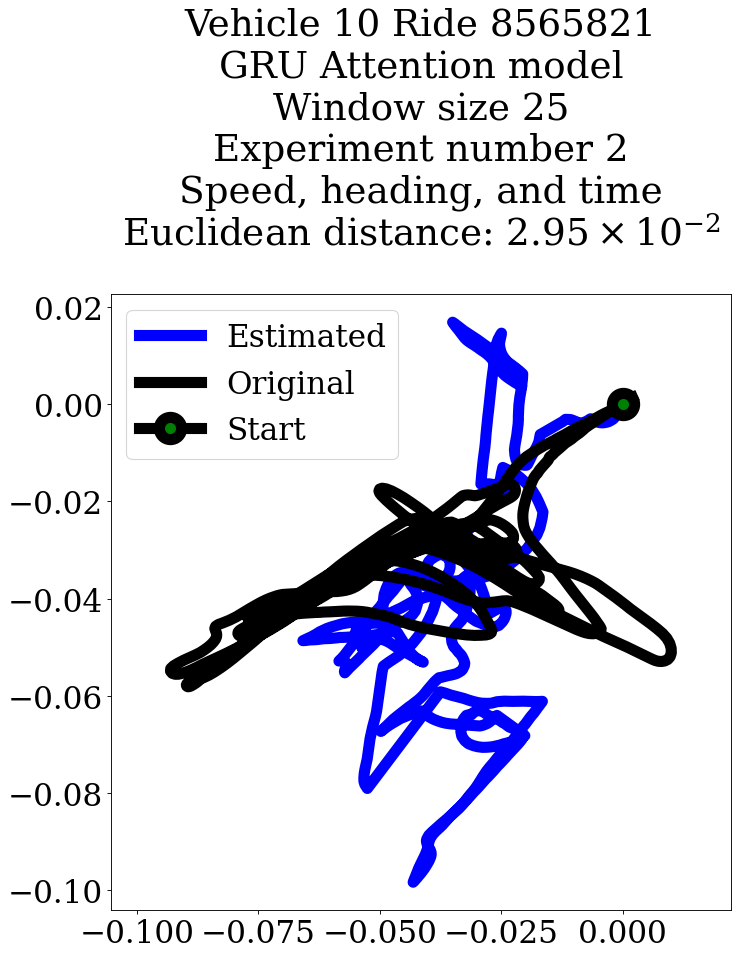 Vehicle 10 Ride 8565821
GRU Attention model
Window size 25
Experiment number 2
Speed, heading, and time
Euclidean distance: 2.95 × 10⁻²
Estimated
Original
Start
0.02
0.00
−0.02
−0.04
−0.06
−0.08
−0.10
−0.100 −0.075 −0.050 −0.025 0.000